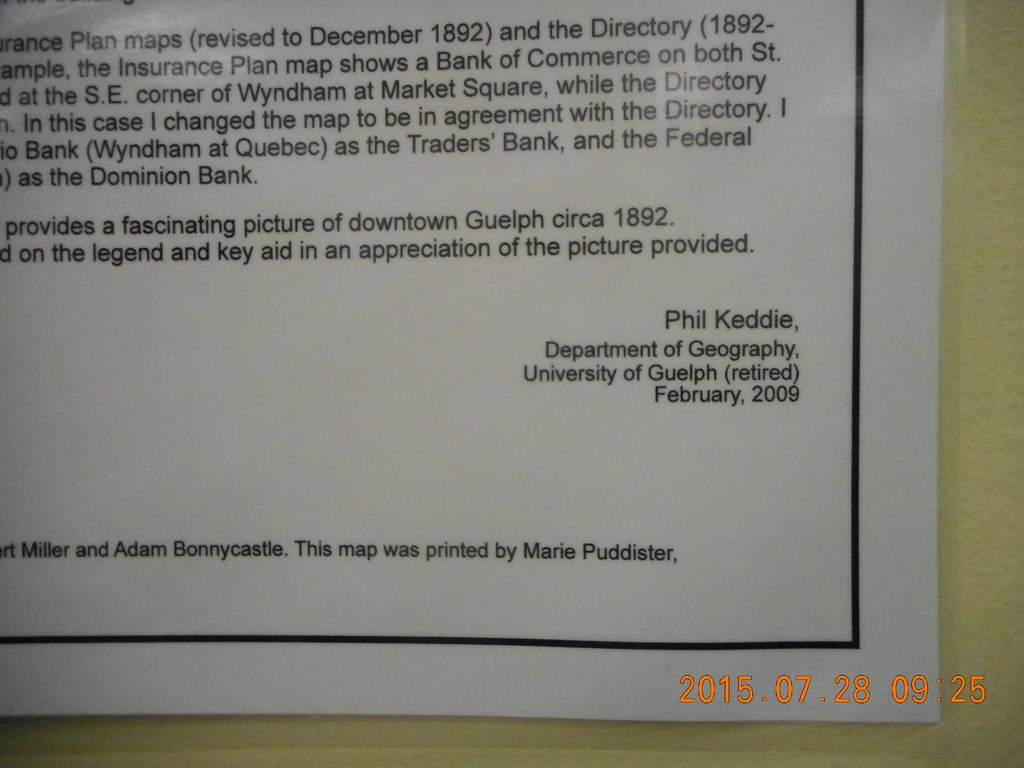 urance Plan maps (revised to December 1892) and the Directory (1892-
ample, the Insurance Plan map shows a Bank of Commerce on both St.
d at the S.E. corner of Wyndham at Market Square, while the Directory
n. In this case I changed the map to be in agreement with the Directory. I
io Bank (Wyndham at Quebec) as the Traders' Bank, and the Federal
) as the Dominion Bank.
provides a fascinating picture of downtown Guelph circa 1892.
d on the legend and key aid in an appreciation of the picture provided.
Phil Keddie,
Department of Geography,
University of Guelph (retired)
February, 2009
ert Miller and Adam Bonnycastle. This map was printed by Marie Puddister,
2015.07.28 09:25